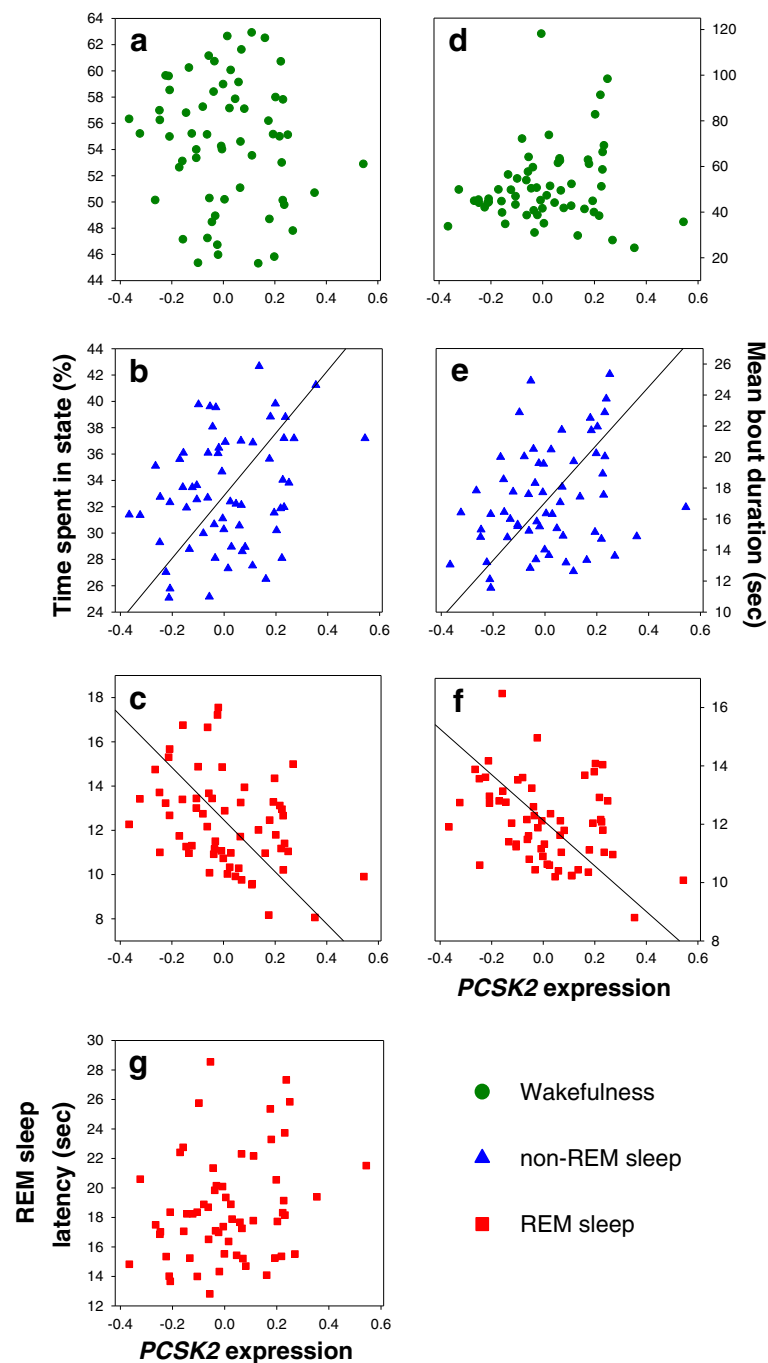 a
64
62
60
58
56
54
52
50
48
46
44
-0.4 -0.2 0.0 0.2 0.4 0.6
d
120
100
80
60
40
20
-0.4 -0.2 0.0 0.2 0.4 0.6
Time spent in state (%)
b
44
42
40
38
36
34
32
30
28
26
24
-0.4 -0.2 0.0 0.2 0.4 0.6
e
26
24
22
20
18
16
14
12
10
-0.4 -0.2 0.0 0.2 0.4 0.6
Mean bout duration (sec)
c
18
16
14
12
10
8
-0.4 -0.2 0.0 0.2 0.4 0.6
f
16
14
12
10
8
-0.4 -0.2 0.0 0.2 0.4 0.6
PCSK2 expression
REM sleep
latency (sec)
g
30
28
26
24
22
20
18
16
14
12
-0.4 -0.2 0.0 0.2 0.4 0.6
PCSK2 expression
Wakefulness
non-REM sleep
REM sleep